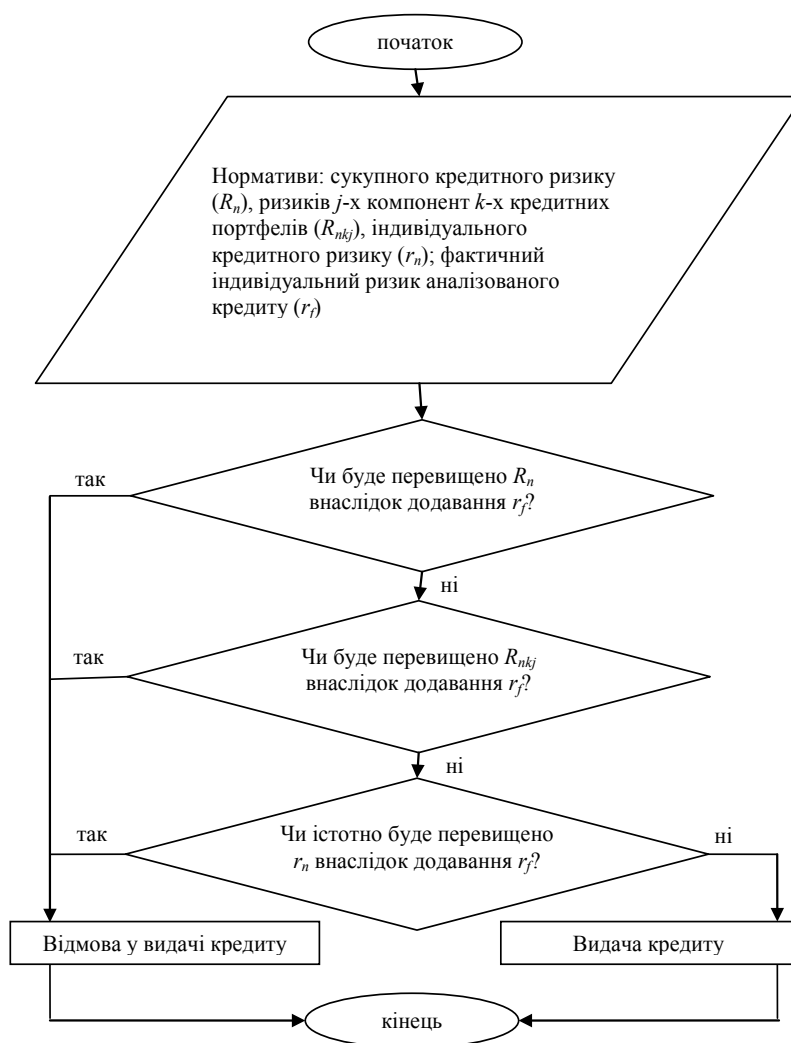 початок
Нормативи: сукупного кредитного ризику
(Rn), ризиків j-х компонент k-х кредитних
портфелів (Rnkj), індивідуального
кредитного ризику (rn); фактичний
індивідуальний ризик аналізованого
кредиту (rf)
так
Чи буде перевищено Rn
внаслідок додавання rf?
ні
так
Чи буде перевищено Rnkj
внаслідок додавання rf?
ні
так
Чи істотно буде перевищено
rn внаслідок додавання rf?
ні
Відмова у видачі кредиту
Видача кредиту
кінець